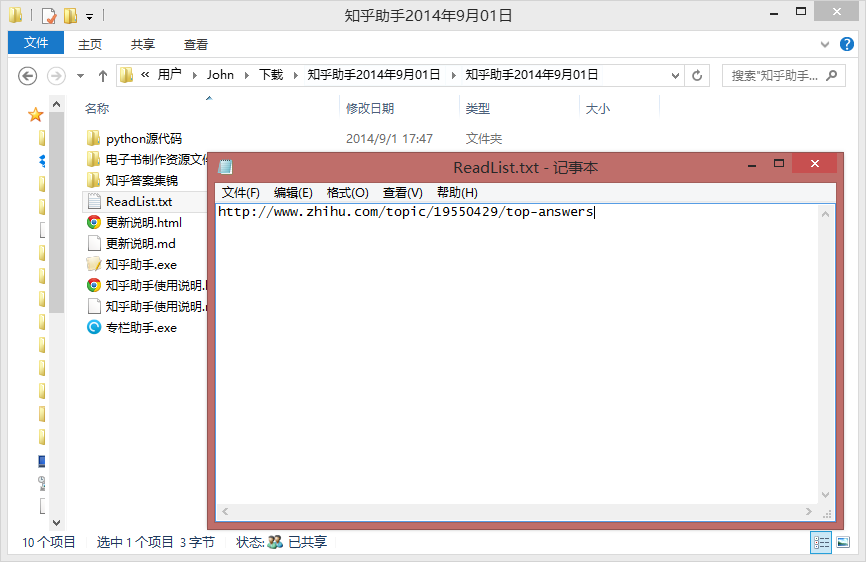 知乎助手2014年9月01日
文件 主页 共享 查看
« 用户 John 下载 知乎助手2014年9月01日 知乎助手2014年9月01日 搜索"知乎助手...
名称 修改日期 类型 大小
python源代码 2014/9/1 17:47 文件夹
电子书制作资源文件
知乎答案集锦
ReadList.txt
更新说明.html
更新说明.md
知乎助手.exe
知乎助手使用说明.
知乎助手使用说明.
专栏助手.exe
ReadList.txt - 记事本
文件(F) 编辑(E) 格式(O) 查看(V) 帮助(H)
http://www.zhihu.com/topic/19550429/top-answers
10 个项目 选中 1 个项目 3 字节 状态: 已共享